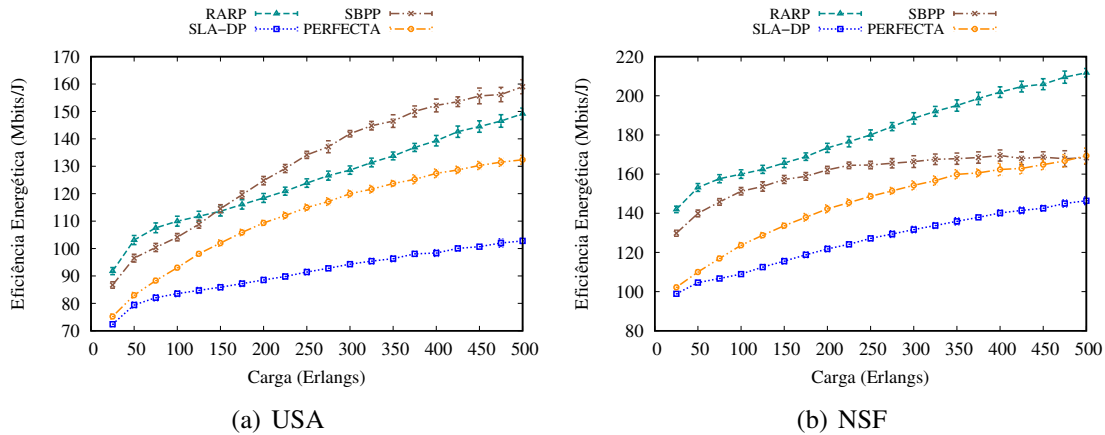 RARP SBPP
SLA-DP PERFECTA
Eficiência Energética (Mbits/J)
170
160
150
140
130
120
110
100
90
80
70
0 50 100 150 200 250 300 350 400 450 500
Carga (Erlangs)
(a) USA
RARP SBPP
SLA-DP PERFECTA
Eficiência Energética (Mbits/J)
220
200
180
160
140
120
100
80
0 50 100 150 200 250 300 350 400 450 500
Carga (Erlangs)
(b) NSF